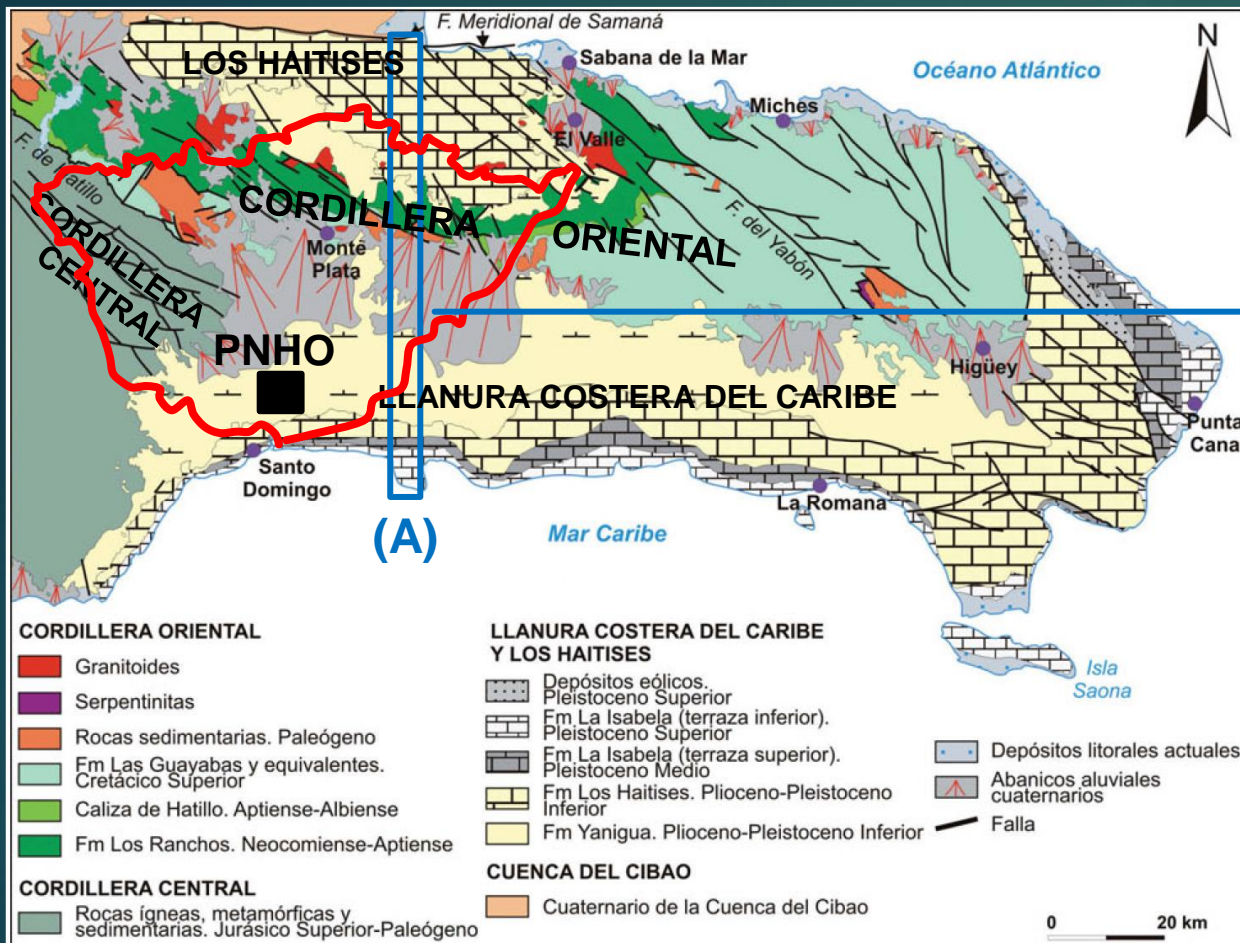 F. Meridional de Samaná
LOS HAITISES
Sabana de la Mar
Océano Atlántico
N
Miches
El Valle
F. de Hatillo
CORDILLERA
CENTRAL
CORDILLERA
ORIENTAL
F. del Yabón
Monte
Plata
PNHO
Higüey
LLANURA COSTERA DEL CARIBE
Punta
Cana
Santo
Domingo
La Romana
(A)
Mar Caribe
Isla
Saona
CORDILLERA ORIENTAL
Granitoides
Serpentinitas
Rocas sedimentarias. Paleógeno
Fm Las Guayabas y equivalentes.
Cretácico Superior
Caliza de Hatillo. Aptiense-Albiense
Fm Los Ranchos. Neocomiense-Aptiense
CORDILLERA CENTRAL
Rocas ígneas, metamórficas y
sedimentarias. Jurásico Superior-Paleógeno
LLANURA COSTERA DEL CARIBE
Y LOS HAITISES
Depósitos eólicos.
Pleistoceno Superior
Fm La Isabela (terraza inferior).
Pleistoceno Superior
Fm La Isabela (terraza superior).
Pleistoceno Medio
Fm Los Haitises. Plioceno-Pleistoceno
Inferior
Fm Yanigua. Plioceno-Pleistoceno Inferior
CUENCA DEL CIBAO
Cuaternario de la Cuenca del Cibao
Depósitos litorales actuales
Abanicos aluviales
cuaternarios
Falla
0 20 km